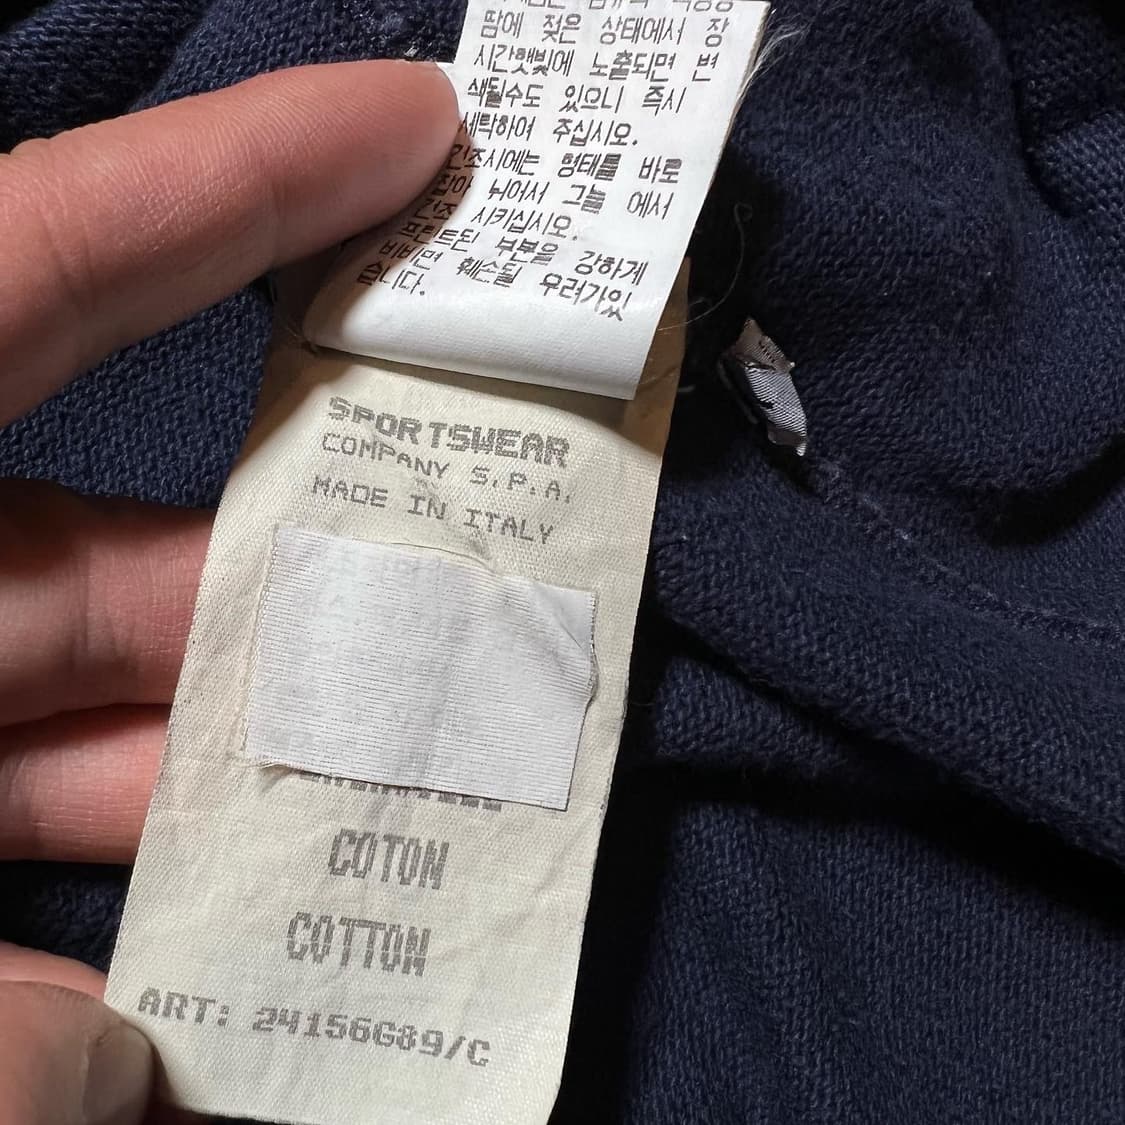 땀에 젖은 상태에서 장
시간햇빛에 노출되면 변
색될수도 있으니 즉시
세탁하여 주십시오.
건조시에는 형태를 바로
잡아 뉘어서 그늘 에서
건조 시키십시오.
프린트된 부분을 강하게
비비면 훼손될 우려가있
습니다.
SPORTSWEAR
COMPANY S.P.A.
MADE IN ITALY
COTON
COTTON
ART: 24156G89/C